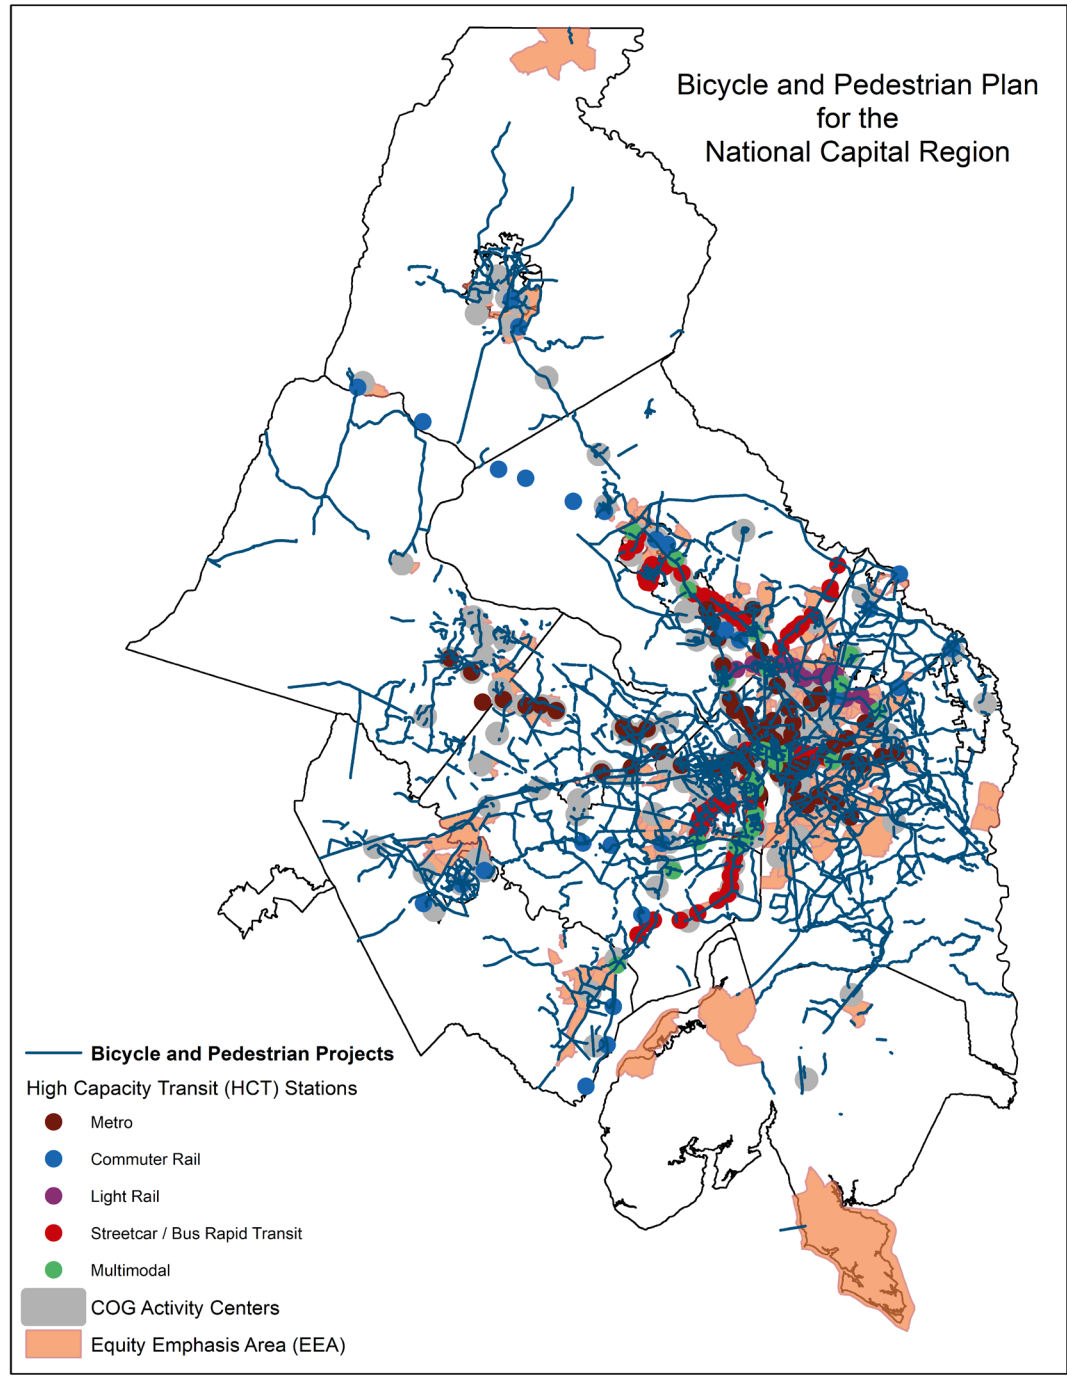 Bicycle and Pedestrian Plan
for the
National Capital Region
Bicycle and Pedestrian Projects
High Capacity Transit (HCT) Stations
Metro
Commuter Rail
Light Rail
Streetcar / Bus Rapid Transit
Multimodal
COG Activity Centers
Equity Emphasis Area (EEA)